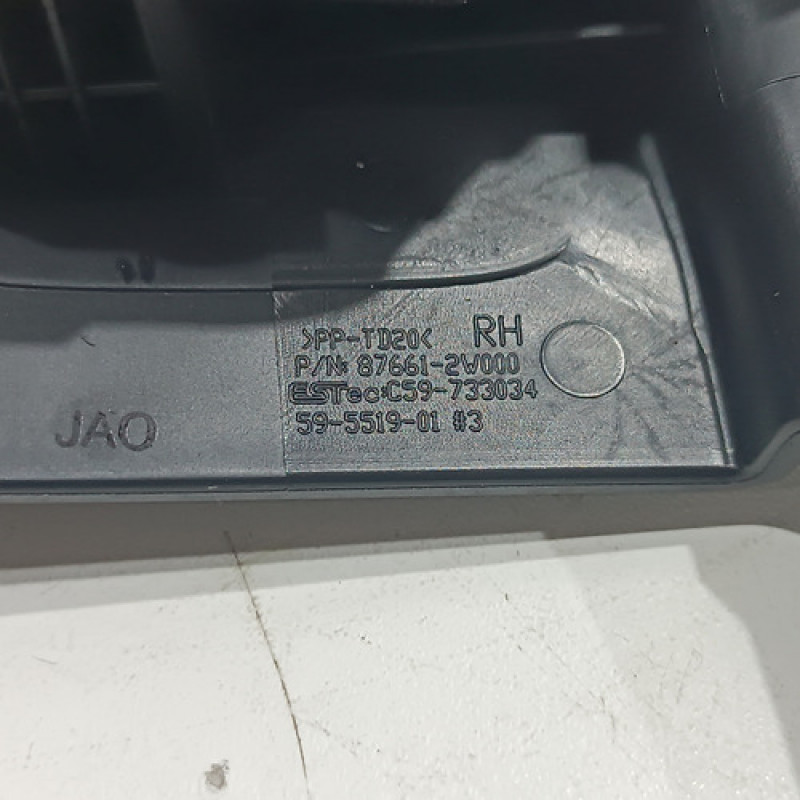 >PP-TD20< RH
P/N: 87661-2W000
ESTec:C59-733034
59-5519-01 #3
JAO